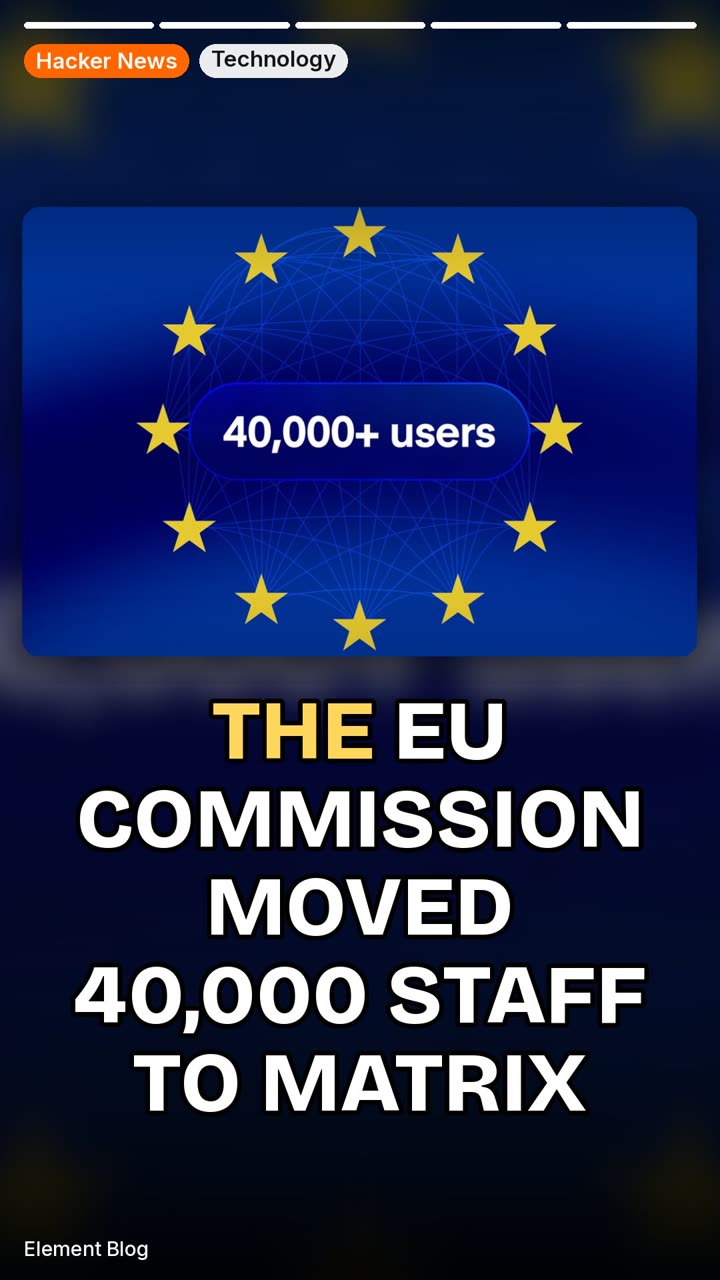 Hacker News
Technology
40,000+ users
THE EU
COMMISSION
MOVED
40,000 STAFF
TO MATRIX
Element Blog